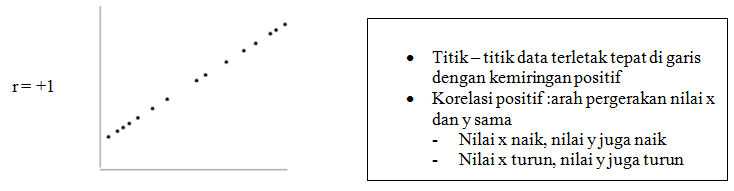 r = +1
• Titik – titik data terletak tepat di garis
dengan kemiringan positif
• Korelasi positif :arah pergerakan nilai x
dan y sama
- Nilai x naik, nilai y juga naik
- Nilai x turun, nilai y juga turun